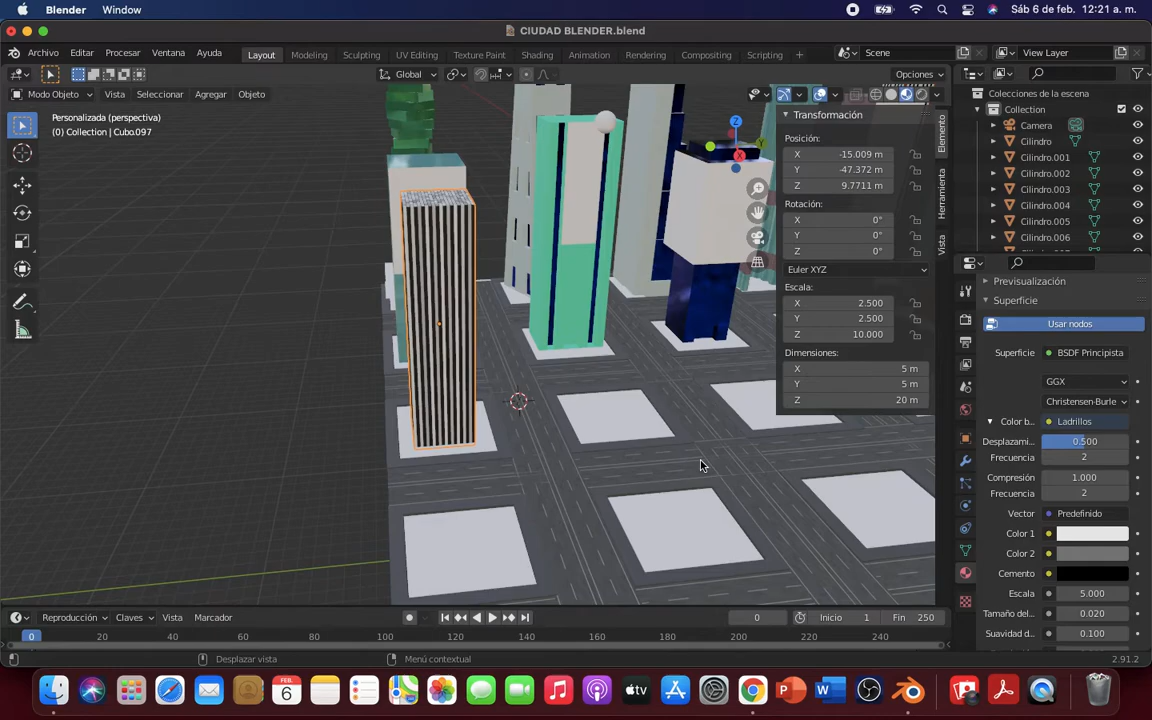 Blender Window Sáb 6 de feb. 12:21 a. m.
CIUDAD BLENDER.blend
Archivo Editar Procesar Ventana Ayuda Layout Modeling Sculpting UV Editing Texture Paint Shading Animation Rendering Compositing Scripting + Scene View Layer
Global Opciones
Modo Objeto Vista Seleccionar Agregar Objeto
Personalizada (perspectiva)
(0) Collection | Cubo.097
Z
Y
X
Transformación
Posición:
X -15.009 m
Y -47.372 m
Z 9.7711 m
Rotación:
X 0°
Y 0°
Z 0°
Euler XYZ
Escala:
X 2.500
Y 2.500
Z 10.000
Dimensiones:
X 5 m
Y 5 m
Z 20 m
Elemento
Herramienta
Vista
Colecciones de la escena
Collection
Camera
Cilindro
Cilindro.001
Cilindro.002
Cilindro.003
Cilindro.004
Cilindro.005
Cilindro.006
Previsualización
Superficie
Usar nodos
Superficie BSDF Principista
GGX
Christensen-Burle
Color b... Ladrillos
Desplazami... 0.500
Frecuencia 2
Compresión 1.000
Frecuencia 2
Vector Predefinido
Color 1
Color 2
Cemento
Escala 5.000
Tamaño del... 0.020
Suavidad d... 0.100
Reproducción Claves Vista Marcador 0 Inicio 1 Fin 250
0 20 40 60 80 100 120 140 160 180 200 220 240
Desplazar vista Menú contextual 2.91.2
FEB.
6
tv